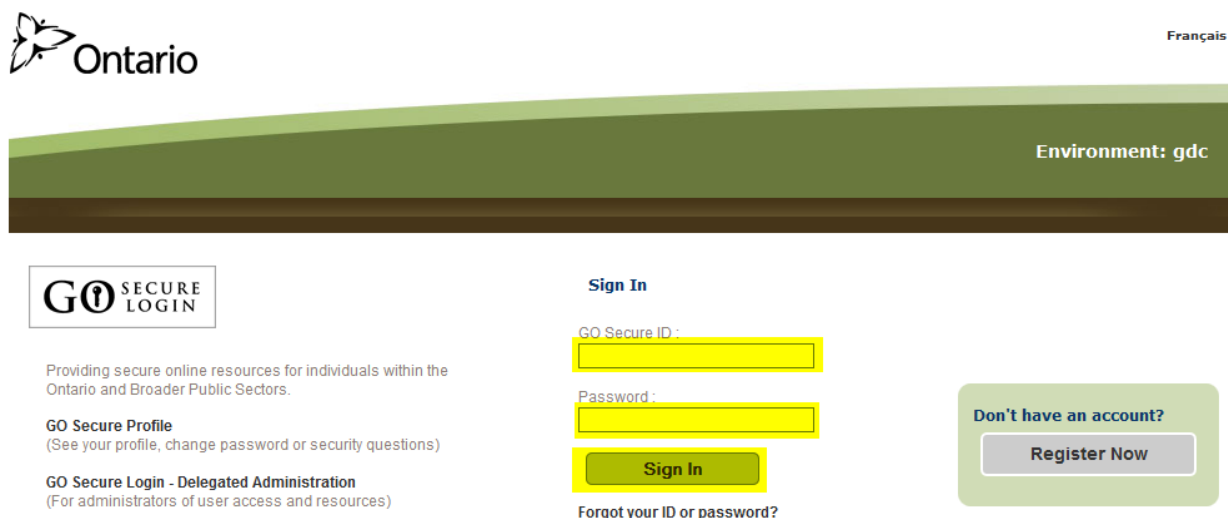 Ontario
Français
Environment: gdc
GO SECURE
LOGIN
Providing secure online resources for individuals within the
Ontario and Broader Public Sectors.
GO Secure Profile
(See your profile, change password or security questions)
GO Secure Login - Delegated Administration
(For administrators of user access and resources)
Sign In
GO Secure ID :
Password :
Sign In
Forgot your ID or password?
Don't have an account?
Register Now